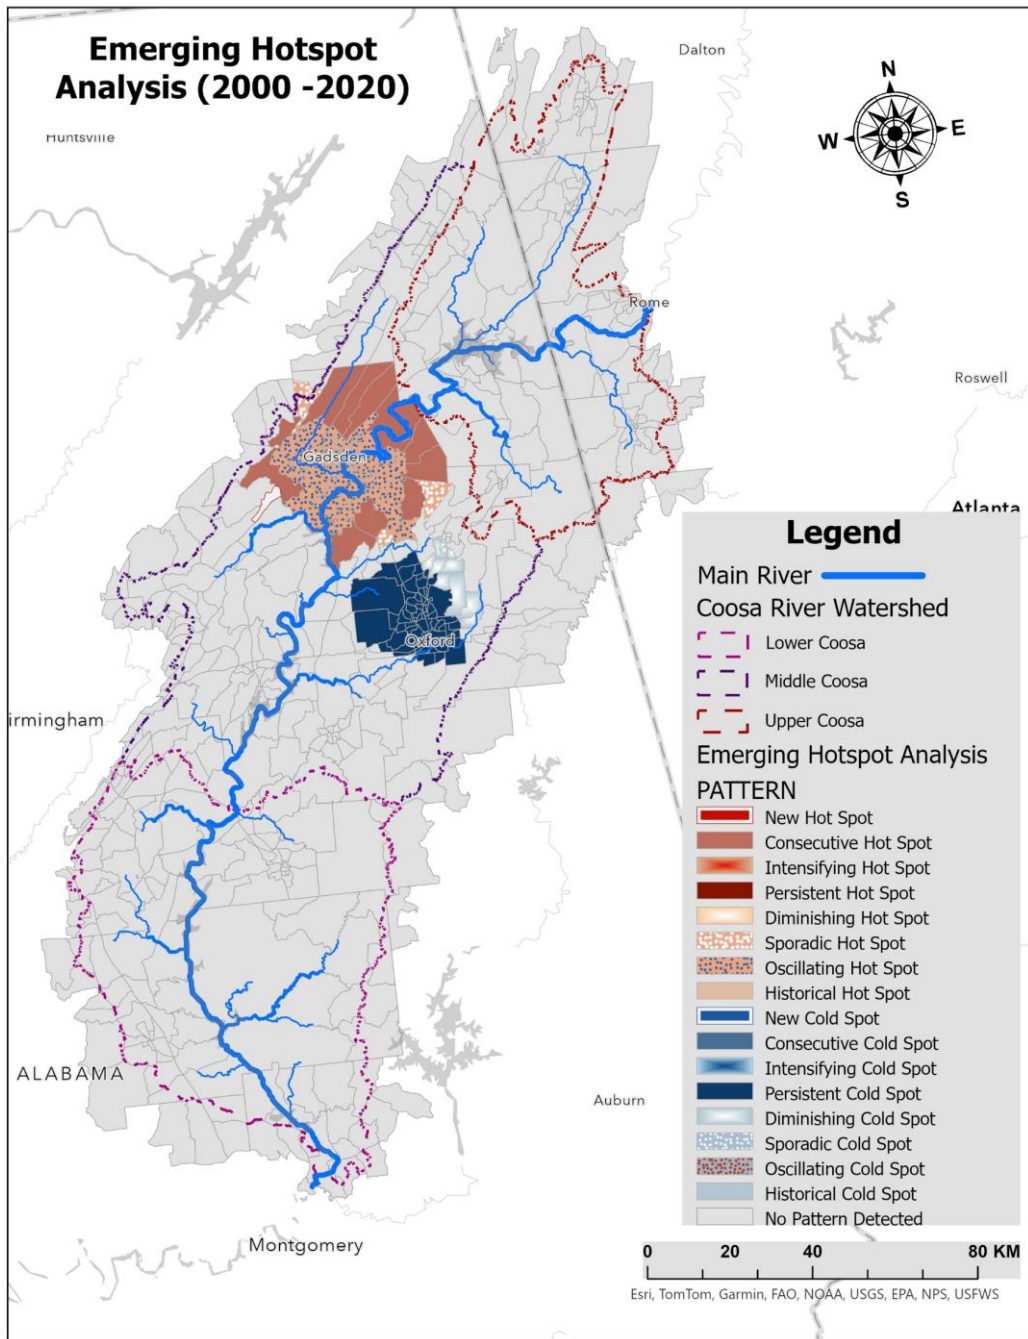 Emerging Hotspot
Analysis (2000 -2020)
Dalton
N
W
E
S
Huntsville
Rome
Roswell
Gadsden
Atlanta
Oxford
irmingham
ALABAMA
Auburn
Montgomery
Legend
Main River
Coosa River Watershed
Lower Coosa
Middle Coosa
Upper Coosa
Emerging Hotspot Analysis
PATTERN
New Hot Spot
Consecutive Hot Spot
Intensifying Hot Spot
Persistent Hot Spot
Diminishing Hot Spot
Sporadic Hot Spot
Oscillating Hot Spot
Historical Hot Spot
New Cold Spot
Consecutive Cold Spot
Intensifying Cold Spot
Persistent Cold Spot
Diminishing Cold Spot
Sporadic Cold Spot
Oscillating Cold Spot
Historical Cold Spot
No Pattern Detected
0 20 40 80 KM
Esri, TomTom, Garmin, FAO, NOAA, USGS, EPA, NPS, USFWS